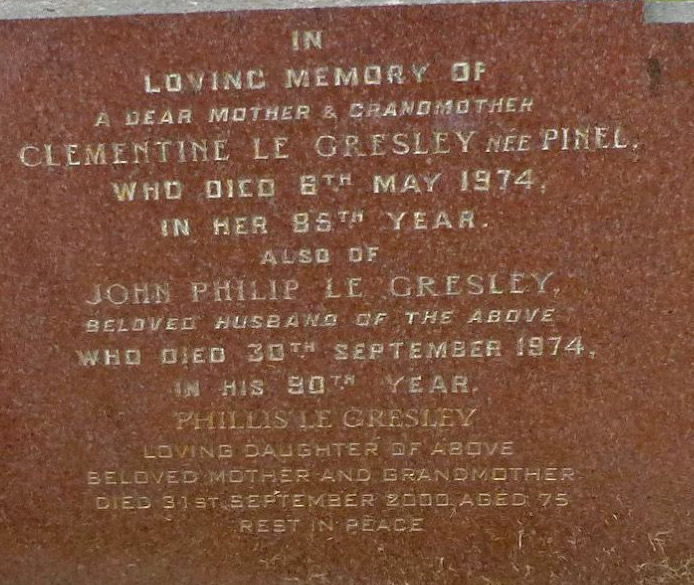 IN
LOVING MEMORY OF
A DEAR MOTHER & GRANDMOTHER
CLEMENTINE LE GRESLEY NÉE PINEL,
WHO DIED 6TH MAY 1974,
IN HER 85TH YEAR.
ALSO OF
JOHN PHILIP LE GRESLEY,
BELOVED HUSBAND OF THE ABOVE
WHO DIED 30TH SEPTEMBER 1974,
IN HIS 90TH YEAR.
PHILLIS LE GRESLEY
LOVING DAUGHTER OF ABOVE
BELOVED MOTHER AND GRANDMOTHER
DIED 31ST SEPTEMBER 2000 AGED 75
REST IN PEACE